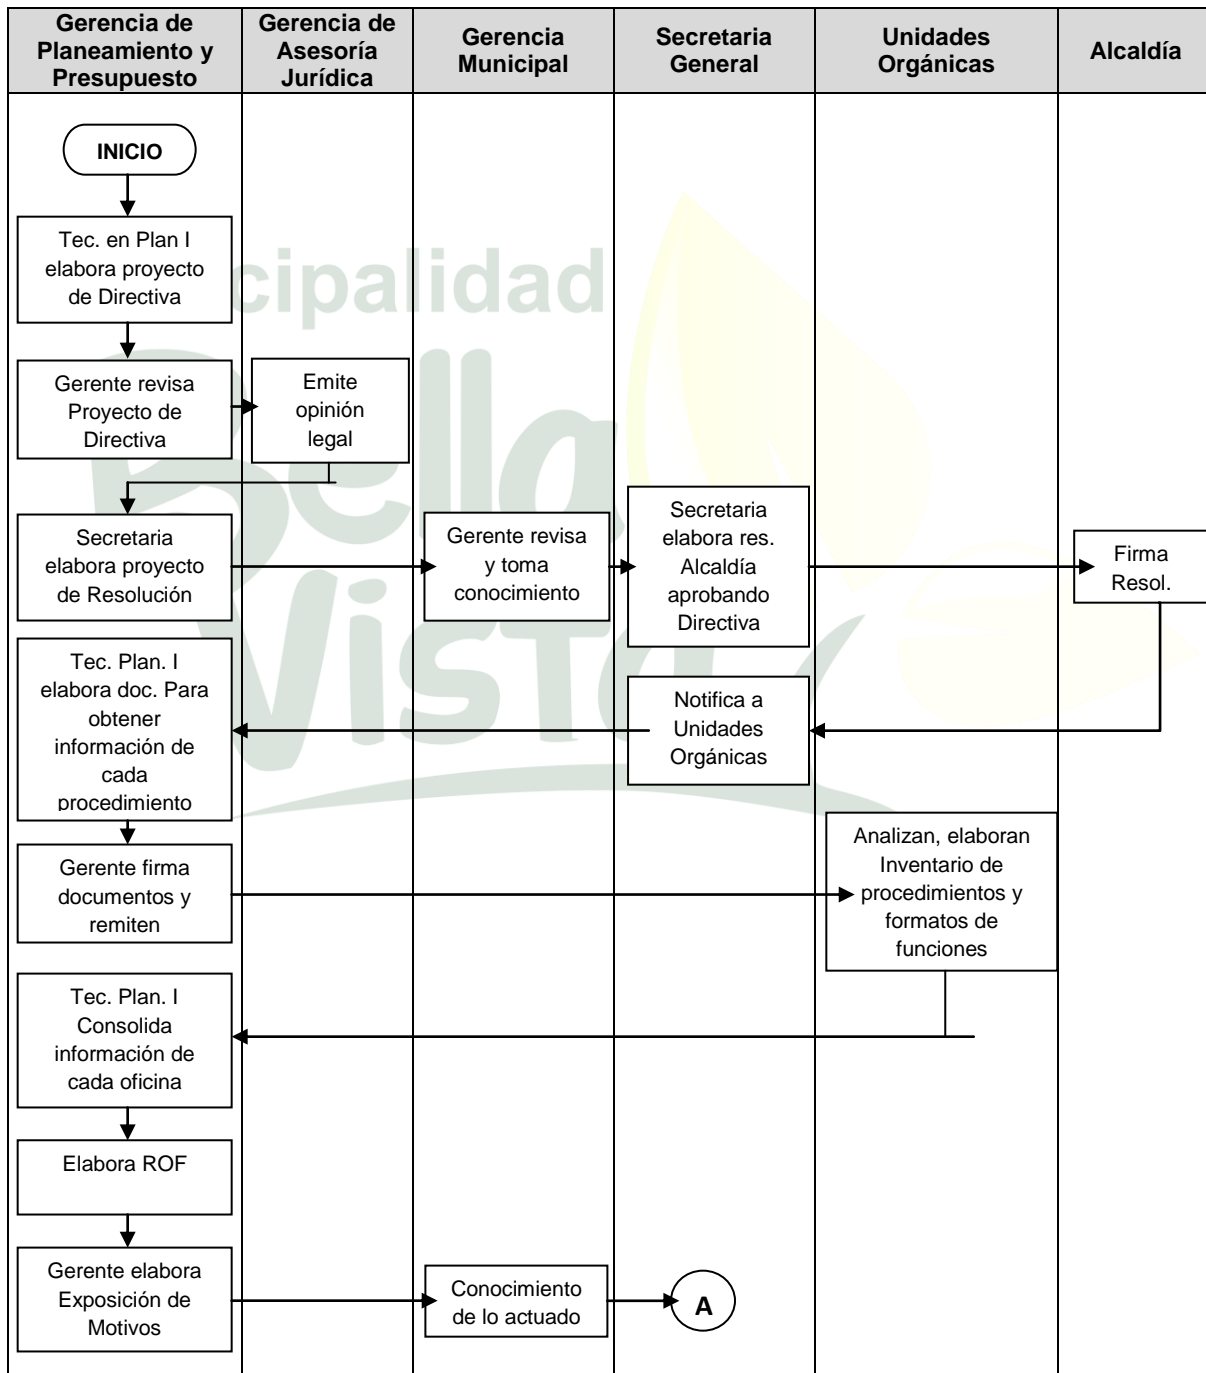 Gerencia de
Planeamiento y
Presupuesto
Gerencia de
Asesoría
Jurídica
Gerencia
Municipal
Secretaria
General
Unidades
Orgánicas
Alcaldía
INICIO
Tec. en Plan I
elabora proyecto
de Directiva
cipalidad
Bella
Vista
Gerente revisa
Proyecto de
Directiva
Emite
opinión
legal
Secretaria
elabora proyecto
de Resolución
Gerente revisa
y toma
conocimiento
Secretaria
elabora res.
Alcaldía
aprobando
Directiva
Firma
Resol.
Tec. Plan. I
elabora doc. Para
obtener
información de
cada
procedimiento
Notifica a
Unidades
Orgánicas
Gerente firma
documentos y
remiten
Analizan, elaboran
Inventario de
procedimientos y
formatos de
funciones
Tec. Plan. I
Consolida
información de
cada oficina
Elabora ROF
Gerente elabora
Exposición de
Motivos
Conocimiento
de lo actuado
A